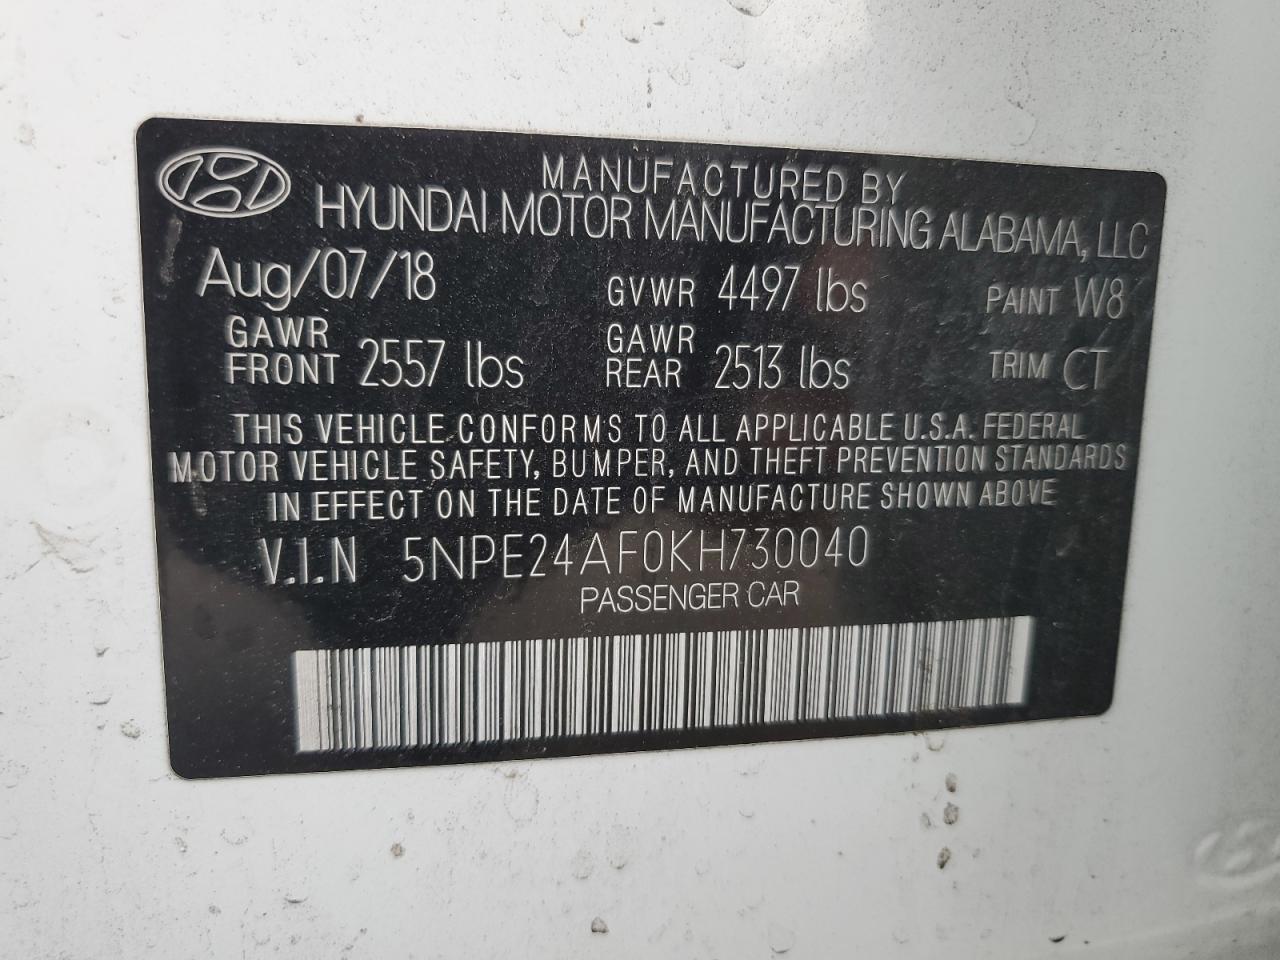 MANUFACTURED BY
HYUNDAI MOTOR MANUFACTURING ALABAMA, LLC
Aug/07/18 GVWR 4497 lbs PAINT W8
GAWR FRONT 2557 lbs GAWR REAR 2513 lbs TRIM CT
THIS VEHICLE CONFORMS TO ALL APPLICABLE U.S.A. FEDERAL
MOTOR VEHICLE SAFETY, BUMPER, AND THEFT PREVENTION STANDARDS
IN EFFECT ON THE DATE OF MANUFACTURE SHOWN ABOVE
V.I.N 5NPE24AF0KH730040
PASSENGER CAR